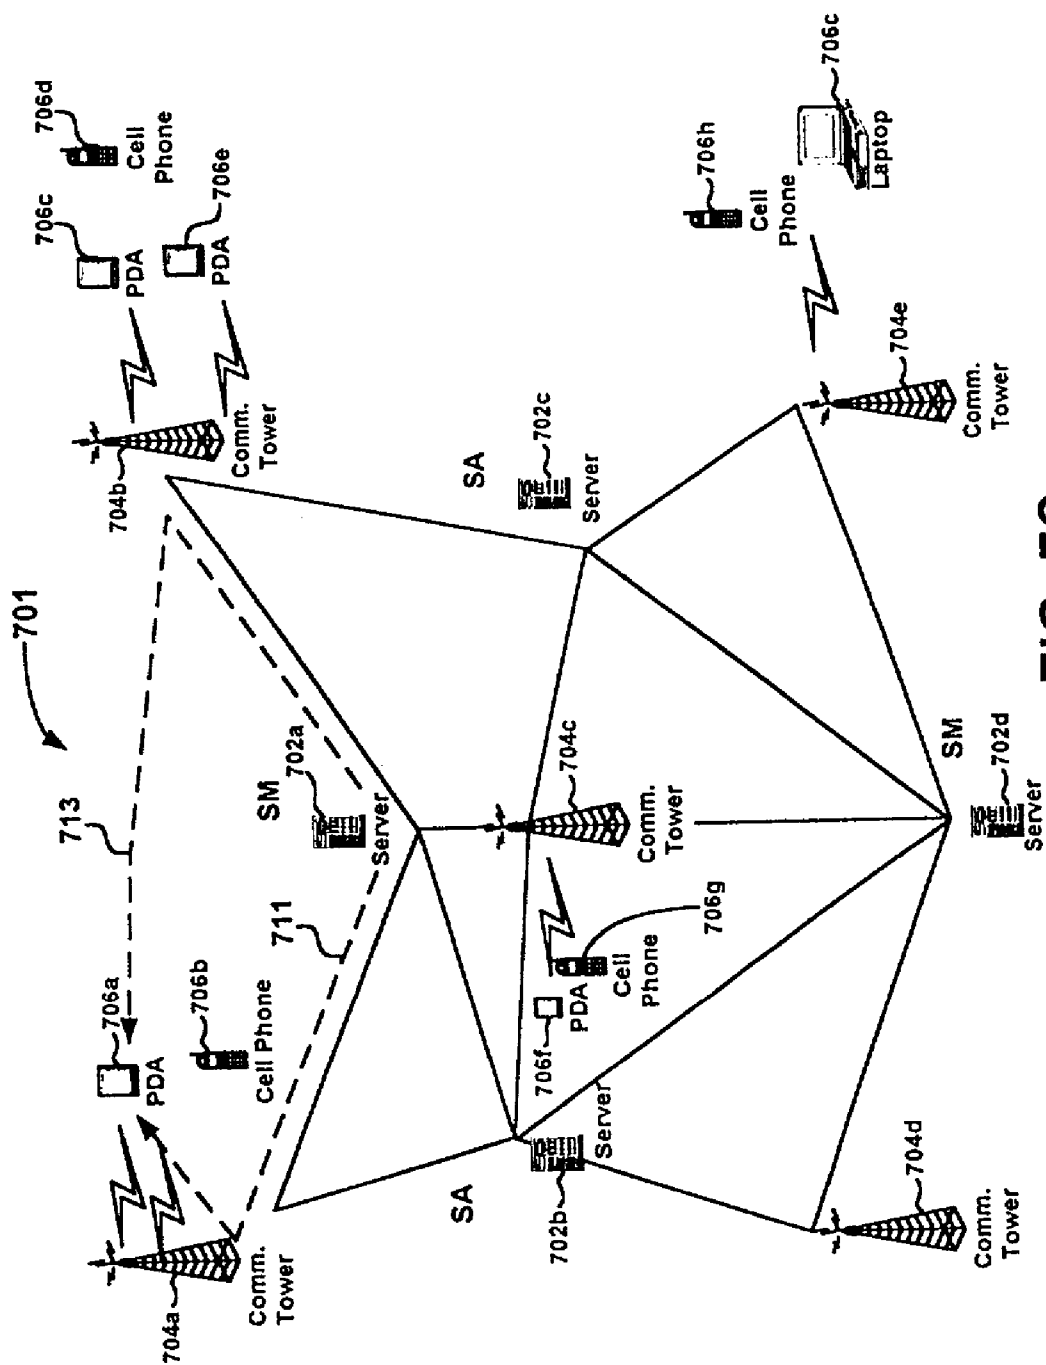 701
713
706d
Cell
Phone
706c
PDA
706e
PDA
706a
PDA
706b
Cell Phone
704a
Comm.
Tower
704b
Comm.
Tower
711
SM
702a
Server
SA
702b
Server
SA
702c
Server
704c
Comm.
Tower
706f
PDA
706g
Cell
Phone
706h
Cell
Phone
706c
Laptop
704d
Comm.
Tower
704e
Comm.
Tower
SM
702d
Server